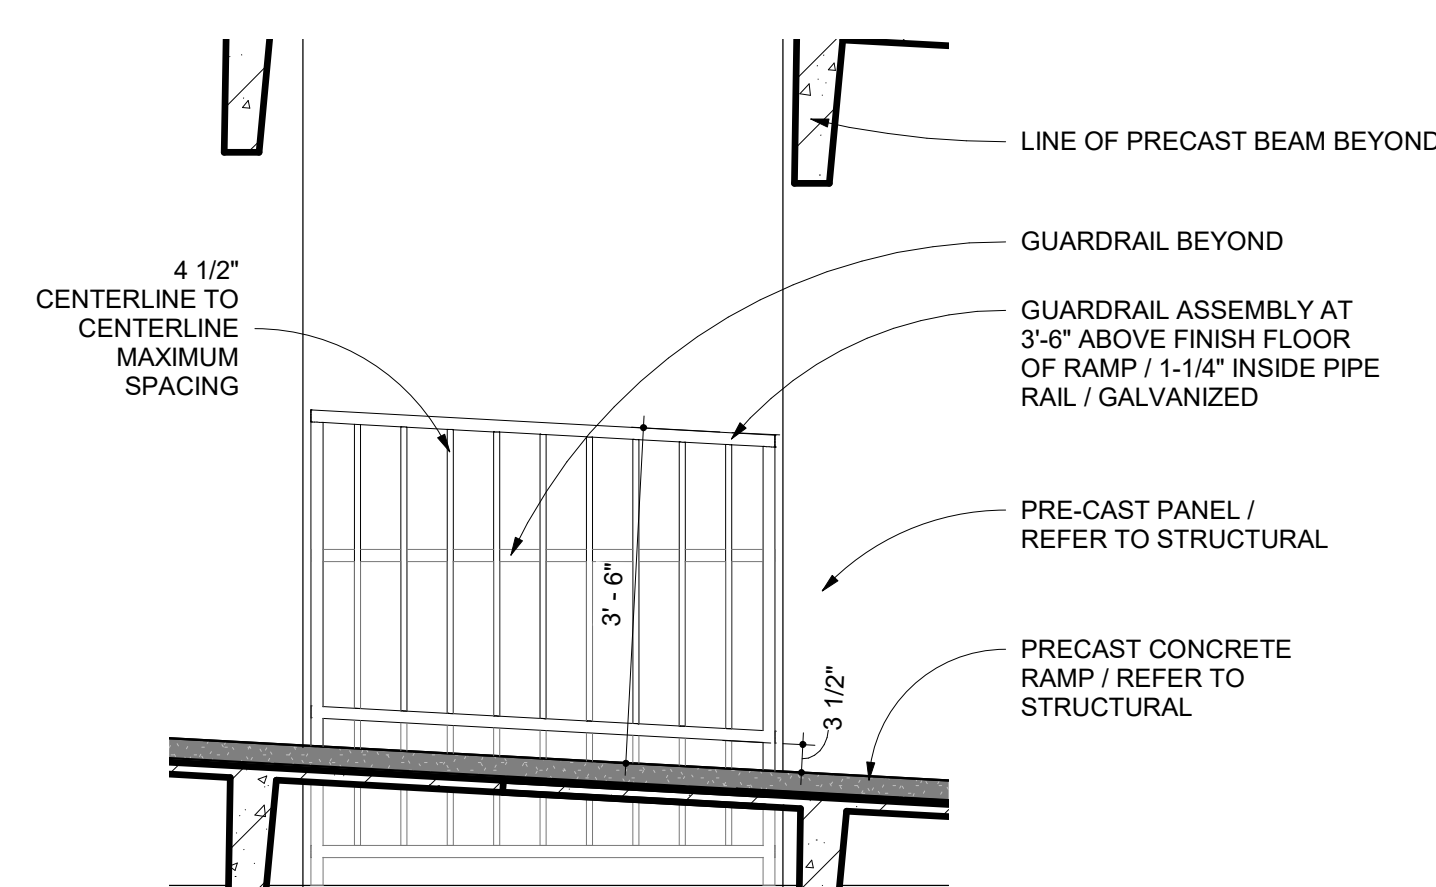 LINE OF PRECAST BEAM BEYOND
GUARDRAIL BEYOND
4 1/2"
CENTERLINE TO
CENTERLINE
MAXIMUM
SPACING
GUARDRAIL ASSEMBLY AT
3'-6" ABOVE FINISH FLOOR
OF RAMP / 1-1/4" INSIDE PIPE
RAIL / GALVANIZED
PRE-CAST PANEL /
REFER TO STRUCTURAL
3' - 6"
3 1/2"
PRECAST CONCRETE
RAMP / REFER TO
STRUCTURAL